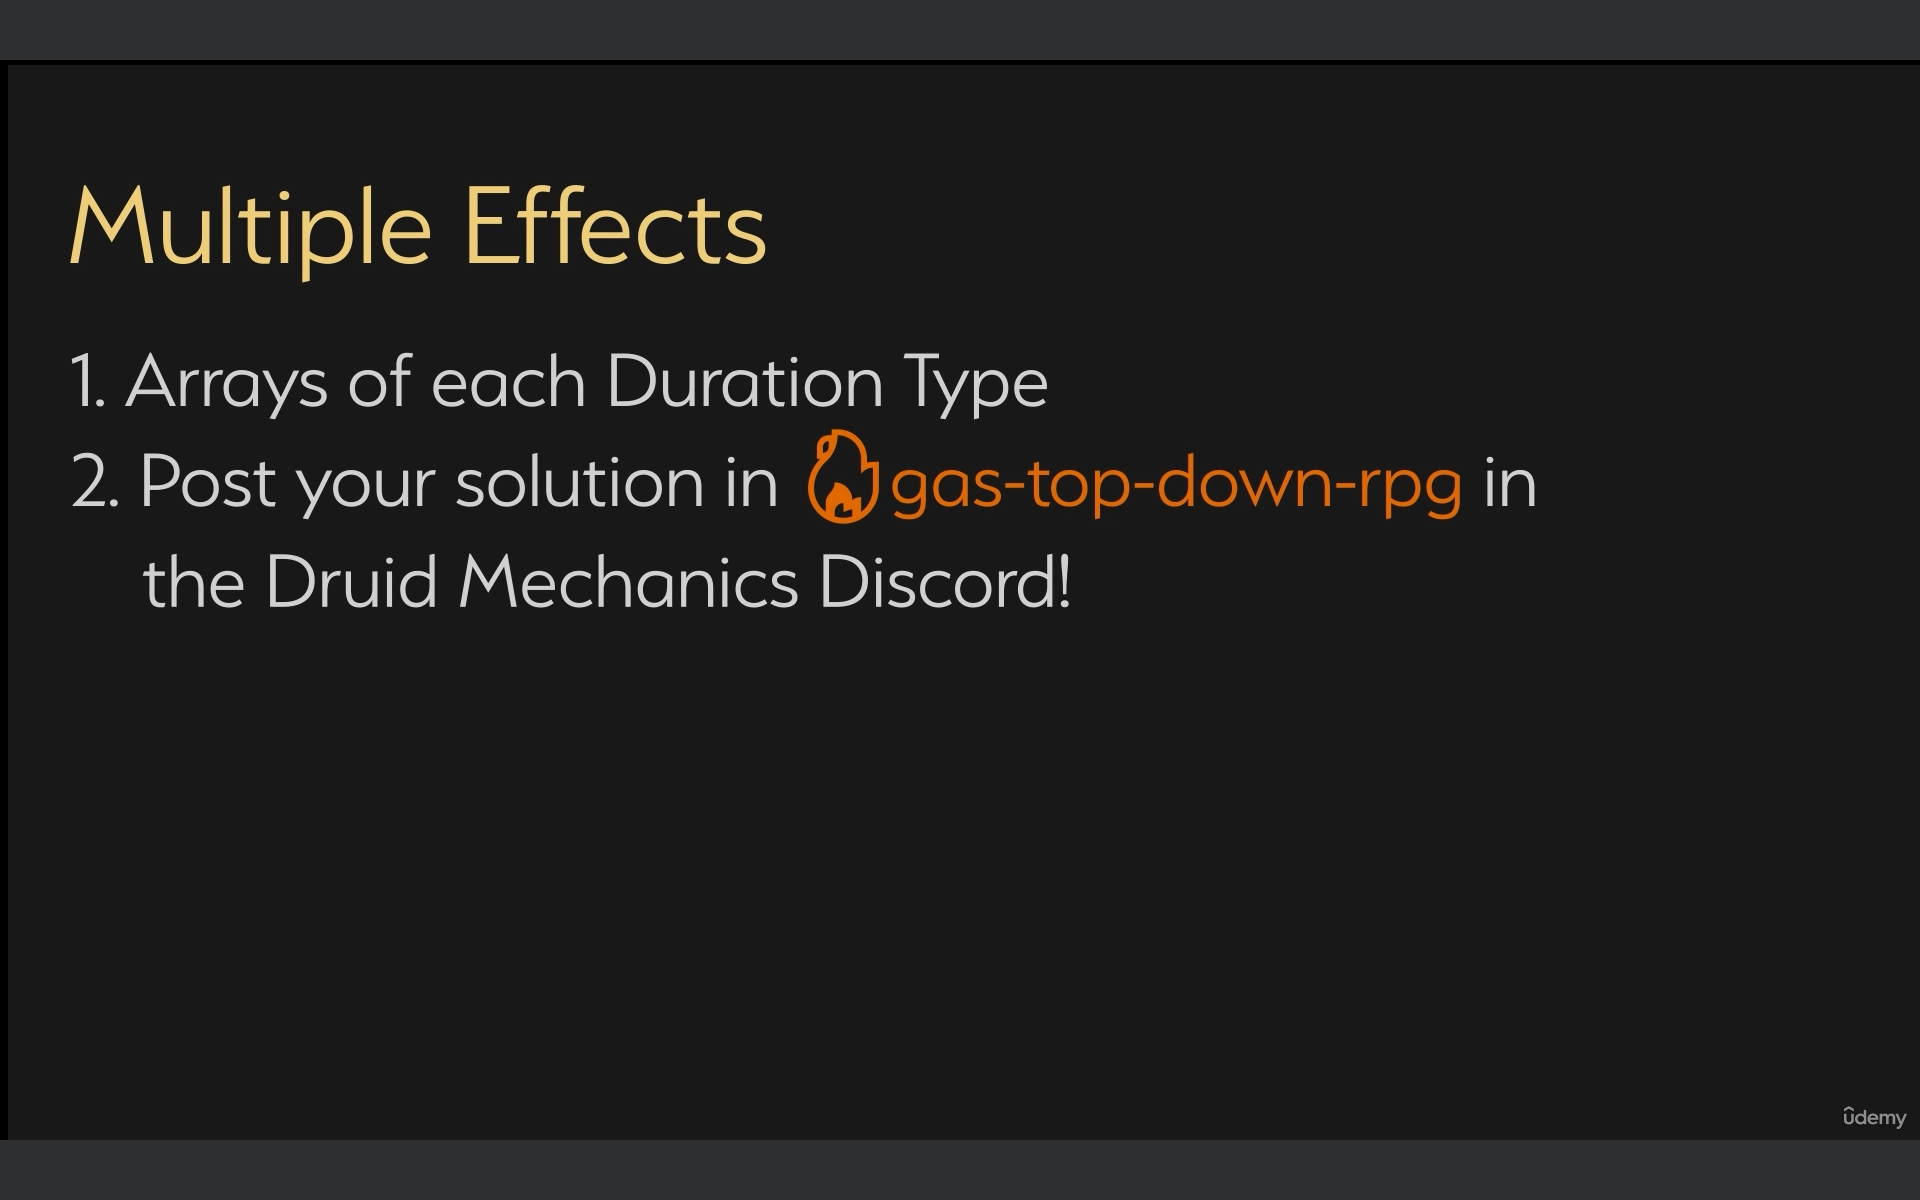 Multiple Effects
1. Arrays of each Duration Type
2. Post your solution in gas-top-down-rpg in
the Druid Mechanics Discord!
ûdemy